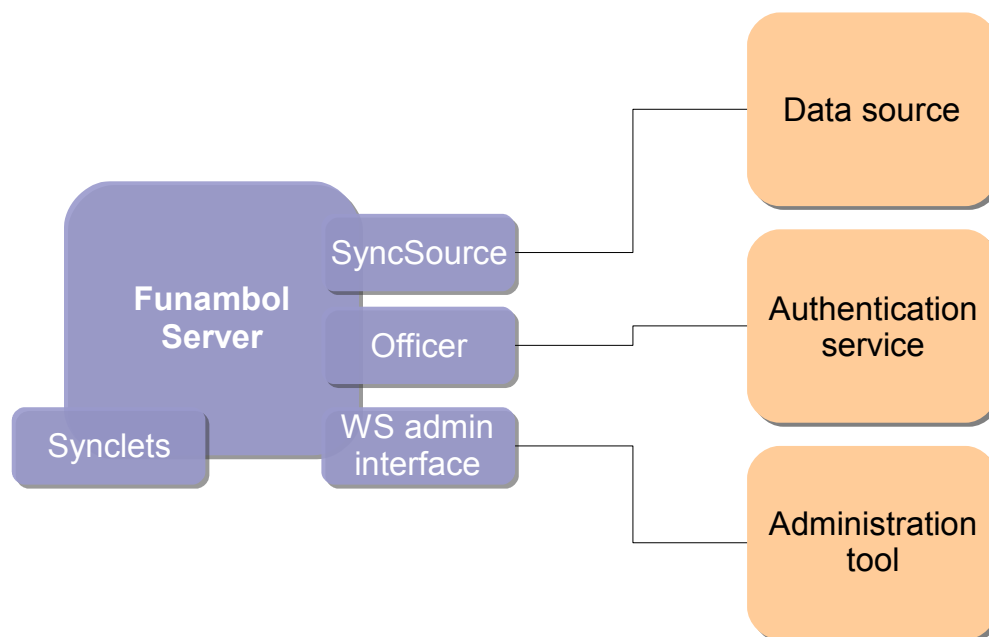 Data source
SyncSource
Funambol
Server
Officer
Authentication
service
Synclets
WS admin
interface
Administration
tool